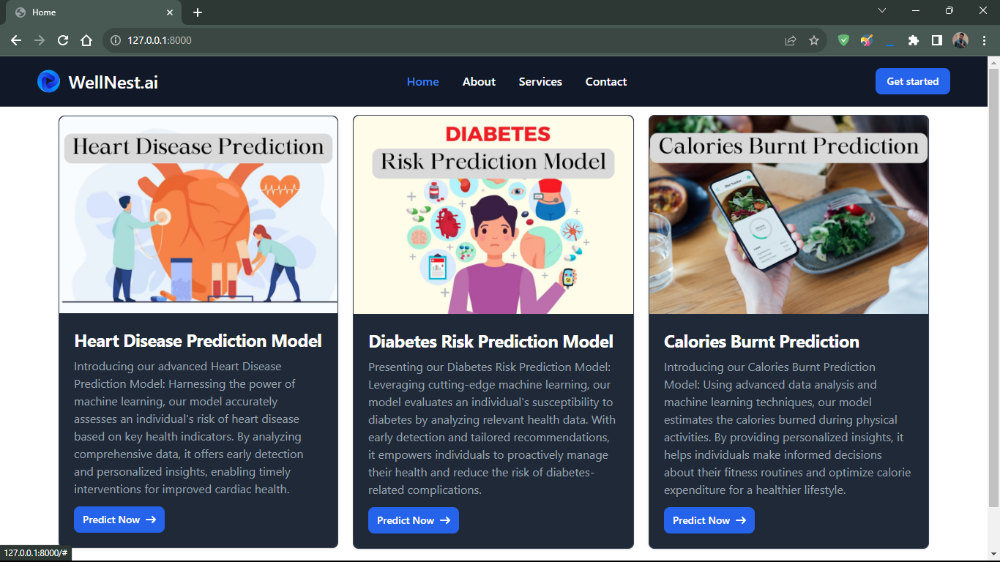 Home
127.0.0.1:8000
WellNest.ai
Home
About
Services
Contact
Get started
Heart Disease Prediction
Heart Disease Prediction Model
Introducing our advanced Heart Disease
Prediction Model: Harnessing the power of
machine learning, our model accurately
assesses an individual's risk of heart disease
based on key health indicators. By analyzing
comprehensive data, it offers early detection
and personalized insights, enabling timely
interventions for improved cardiac health.
Predict Now →
DIABETES
Risk Prediction Model
Diabetes Risk Prediction Model
Presenting our Diabetes Risk Prediction Model:
Leveraging cutting-edge machine learning, our
model evaluates an individual's susceptibility to
diabetes by analyzing relevant health data. With
early detection and tailored recommendations,
it empowers individuals to proactively manage
their health and reduce the risk of diabetes-
related complications.
Predict Now →
Calories Burnt Prediction
Calories Burnt Prediction
Introducing our Calories Burnt Prediction
Model: Using advanced data analysis and
machine learning techniques, our model
estimates the calories burned during physical
activities. By providing personalized insights, it
helps individuals make informed decisions
about their fitness routines and optimize calorie
expenditure for a healthier lifestyle.
Predict Now →
127.0.0.1:8000/#